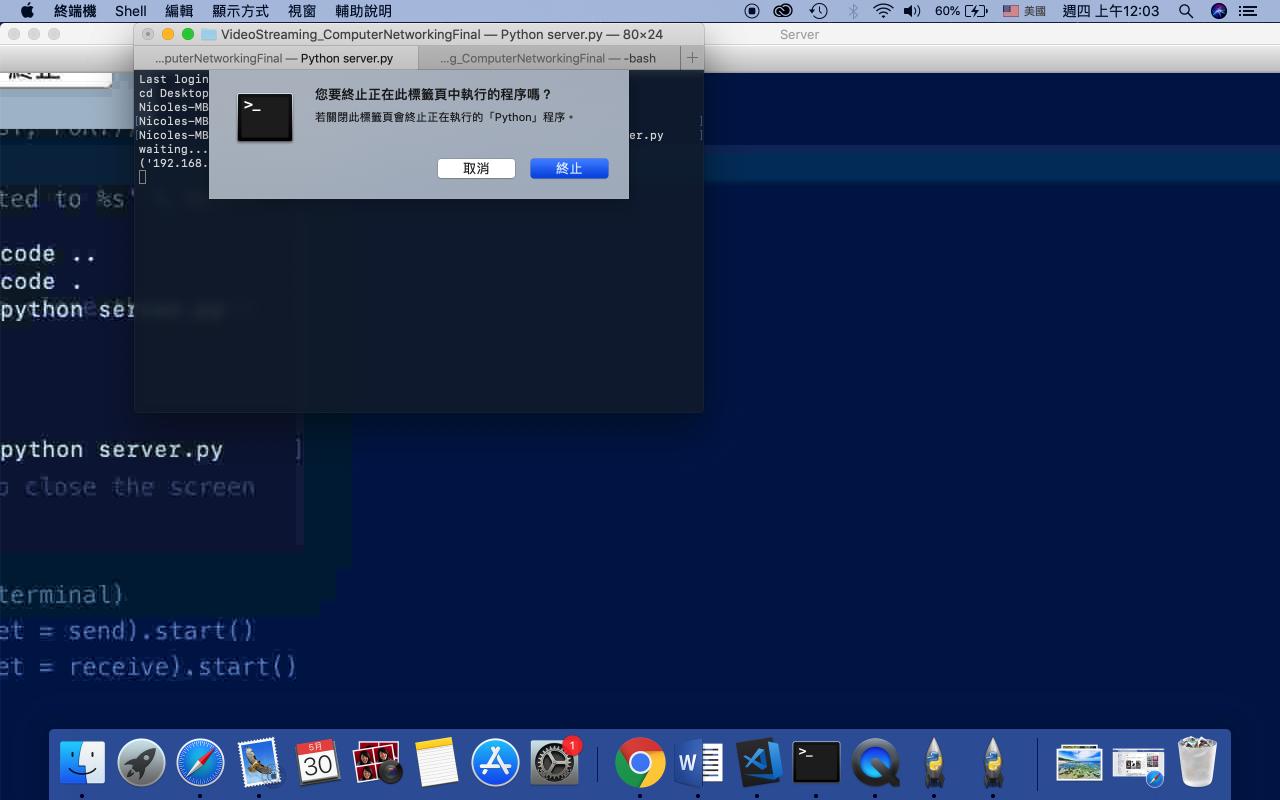 終端機 Shell 編輯 顯示方式 視窗 輔助說明 60% 美國 週四 上午12:03
VideoStreaming_ComputerNetworkingFinal — Python server.py — 80×24
Server
...puterNetworkingFinal — Python server.py
...g_ComputerNetworkingFinal — -bash
Last login
cd Desktop
Nicoles-MB
[Nicoles-MB ]
[Nicoles-MB er.py ]
waiting...
('192.168.
您要終止正在此標籤頁中執行的程序嗎？
若關閉此標籤頁會終止正在執行的「Python」程序。
取消
終止
>_
終止
ted to %s'
code ..
code .
python ser
python server.py ]
o close the screen
terminal)
et = send).start()
et = receive).start()
5月
30
1
W
>_